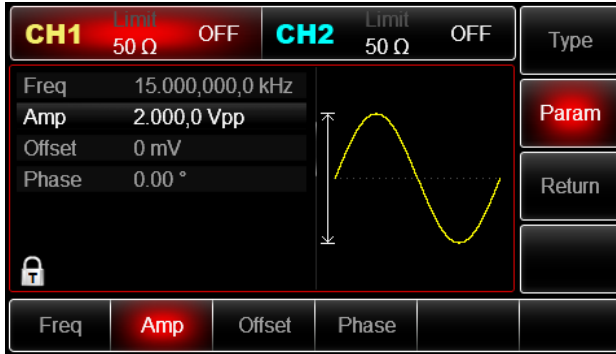 CH1 Limit 50 Ω OFF CH2 Limit 50 Ω OFF
Type
Freq 15.000,000,0 kHz
Amp 2.000,0 Vpp
Offset 0 mV
Phase 0.00 °
Param
Return
T
Freq Amp Offset Phase